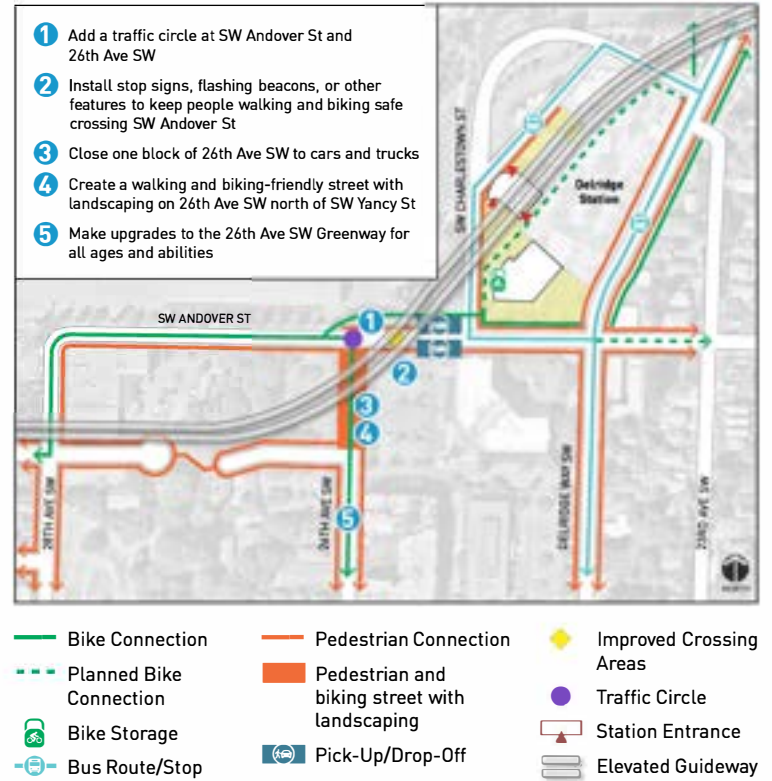 1 Add a traffic circle at SW Andover St and
26th Ave SW
2 Install stop signs, flashing beacons, or other
features to keep people walking and biking safe
crossing SW Andover St
3 Close one block of 26th Ave SW to cars and trucks
4 Create a walking and biking-friendly street with
landscaping on 26th Ave SW north of SW Yancy St
5 Make upgrades to the 26th Ave SW Greenway for
all ages and abilities
SW CHARLESTOWN ST
Delridge
Station
SW ANDOVER ST
1
2
3
4
5
28TH AVE SW
26TH AVE SW
DELRIDGE WAY SW
23RD AVE SW
NORTH
Bike Connection
Planned Bike
Connection
Bike Storage
Bus Route/Stop
Pedestrian Connection
Pedestrian and
biking street with
landscaping
Pick-Up/Drop-Off
Improved Crossing
Areas
Traffic Circle
Station Entrance
Elevated Guideway